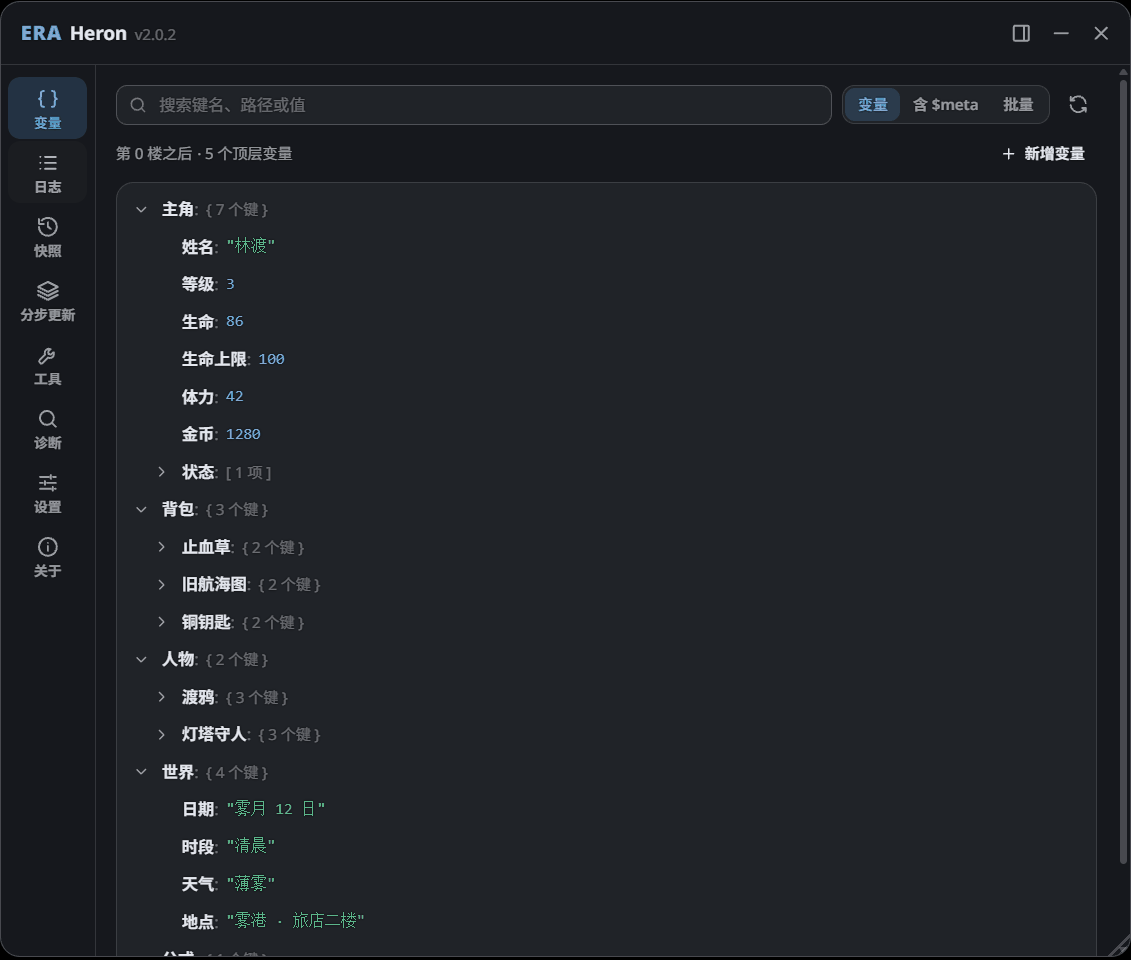 ERA Heron v2.0.2
变量
日志
快照
分步更新
工具
诊断
设置
关于
搜索键名、路径或值
变量 含 $meta 批量
第 0 楼之后 · 5 个顶层变量
+ 新增变量
主角: { 7 个键 }
姓名: "林渡"
等级: 3
生命: 86
生命上限: 100
体力: 42
金币: 1280
状态: [ 1 项 ]
背包: { 3 个键 }
止血草: { 2 个键 }
旧航海图: { 2 个键 }
铜钥匙: { 2 个键 }
人物: { 2 个键 }
渡鸦: { 3 个键 }
灯塔守人: { 3 个键 }
世界: { 4 个键 }
日期: "雾月 12 日"
时段: "清晨"
天气: "薄雾"
地点: "雾港 · 旅店二楼"